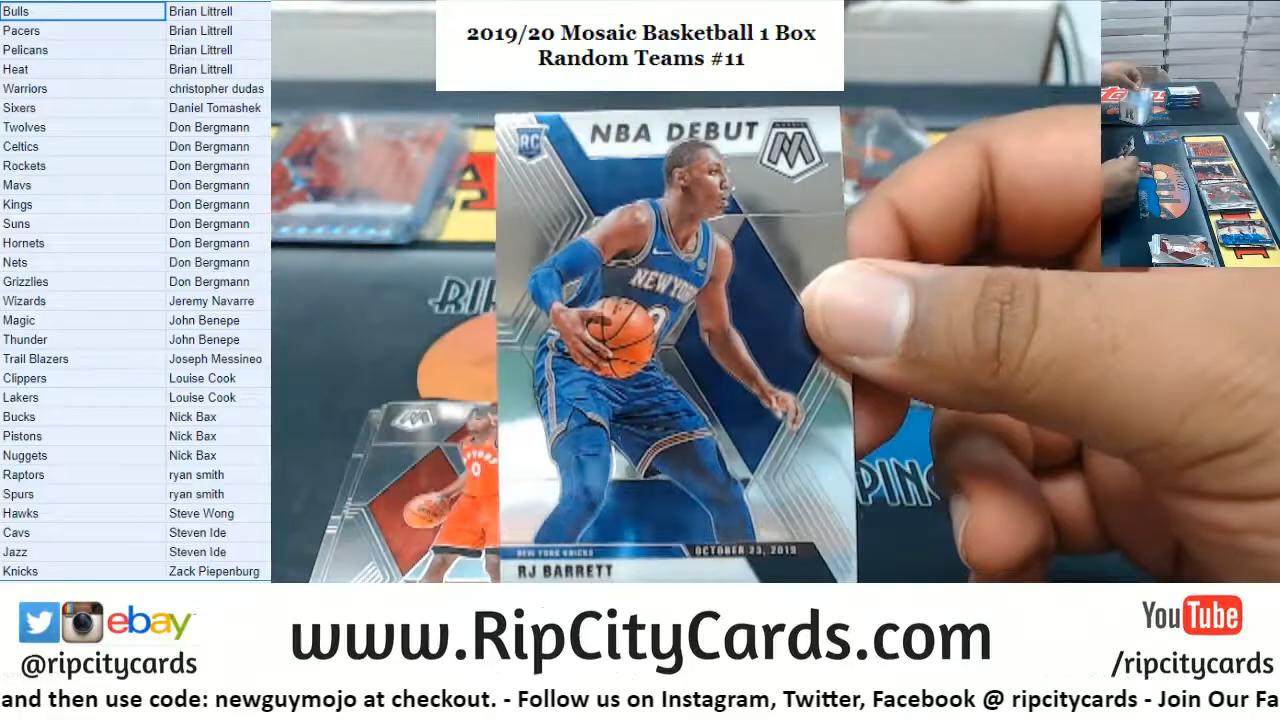 Bulls Brian Littrell
Pacers Brian Littrell
Pelicans Brian Littrell
Heat Brian Littrell
Warriors christopher dudas
Sixers Daniel Tomashek
Twolves Don Bergmann
Celtics Don Bergmann
Rockets Don Bergmann
Mavs Don Bergmann
Kings Don Bergmann
Suns Don Bergmann
Hornets Don Bergmann
Nets Don Bergmann
Grizzlies Don Bergmann
Wizards Jeremy Navarre
Magic John Benepe
Thunder John Benepe
Trail Blazers Joseph Messineo
Clippers Louise Cook
Lakers Louise Cook
Bucks Nick Bax
Pistons Nick Bax
Nuggets Nick Bax
Raptors ryan smith
Spurs ryan smith
Hawks Steve Wong
Cavs Steven Ide
Jazz Steven Ide
Knicks Zack Piepenburg
2019/20 Mosaic Basketball 1 Box
Random Teams #11
RC
NBA DEBUT
MOSAIC
M
NEW YORK
NEW YORK KNICKS
OCTOBER 23, 2019
RJ BARRETT
RIP
PING
0
ebay
@ripcitycards
www.RipCityCards.com
YouTube
/ripcitycards
and then use code: newguymojo at checkout. - Follow us on Instagram, Twitter, Facebook @ ripcitycards - Join Our Fa